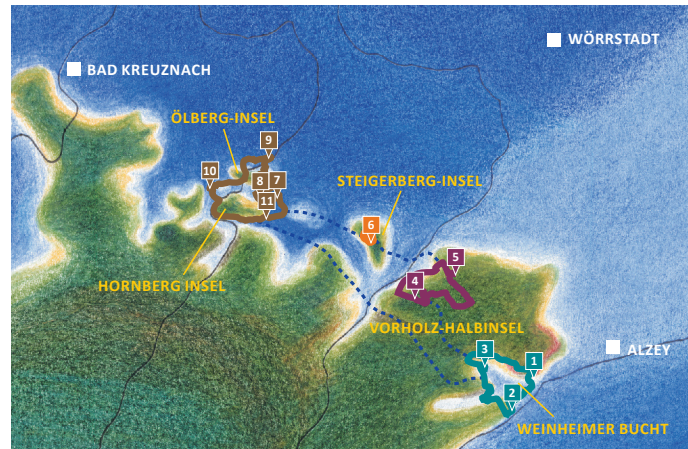 WÖRRSTADT
BAD KREUZNACH
ÖLBERG-INSEL
9
10
8
7
STEIGERBERG-INSEL
11
6
5
HORNBERG INSEL
4
VORHOLZ-HALBINSEL
3
ALZEY
1
2
WEINHEIMER BUCHT